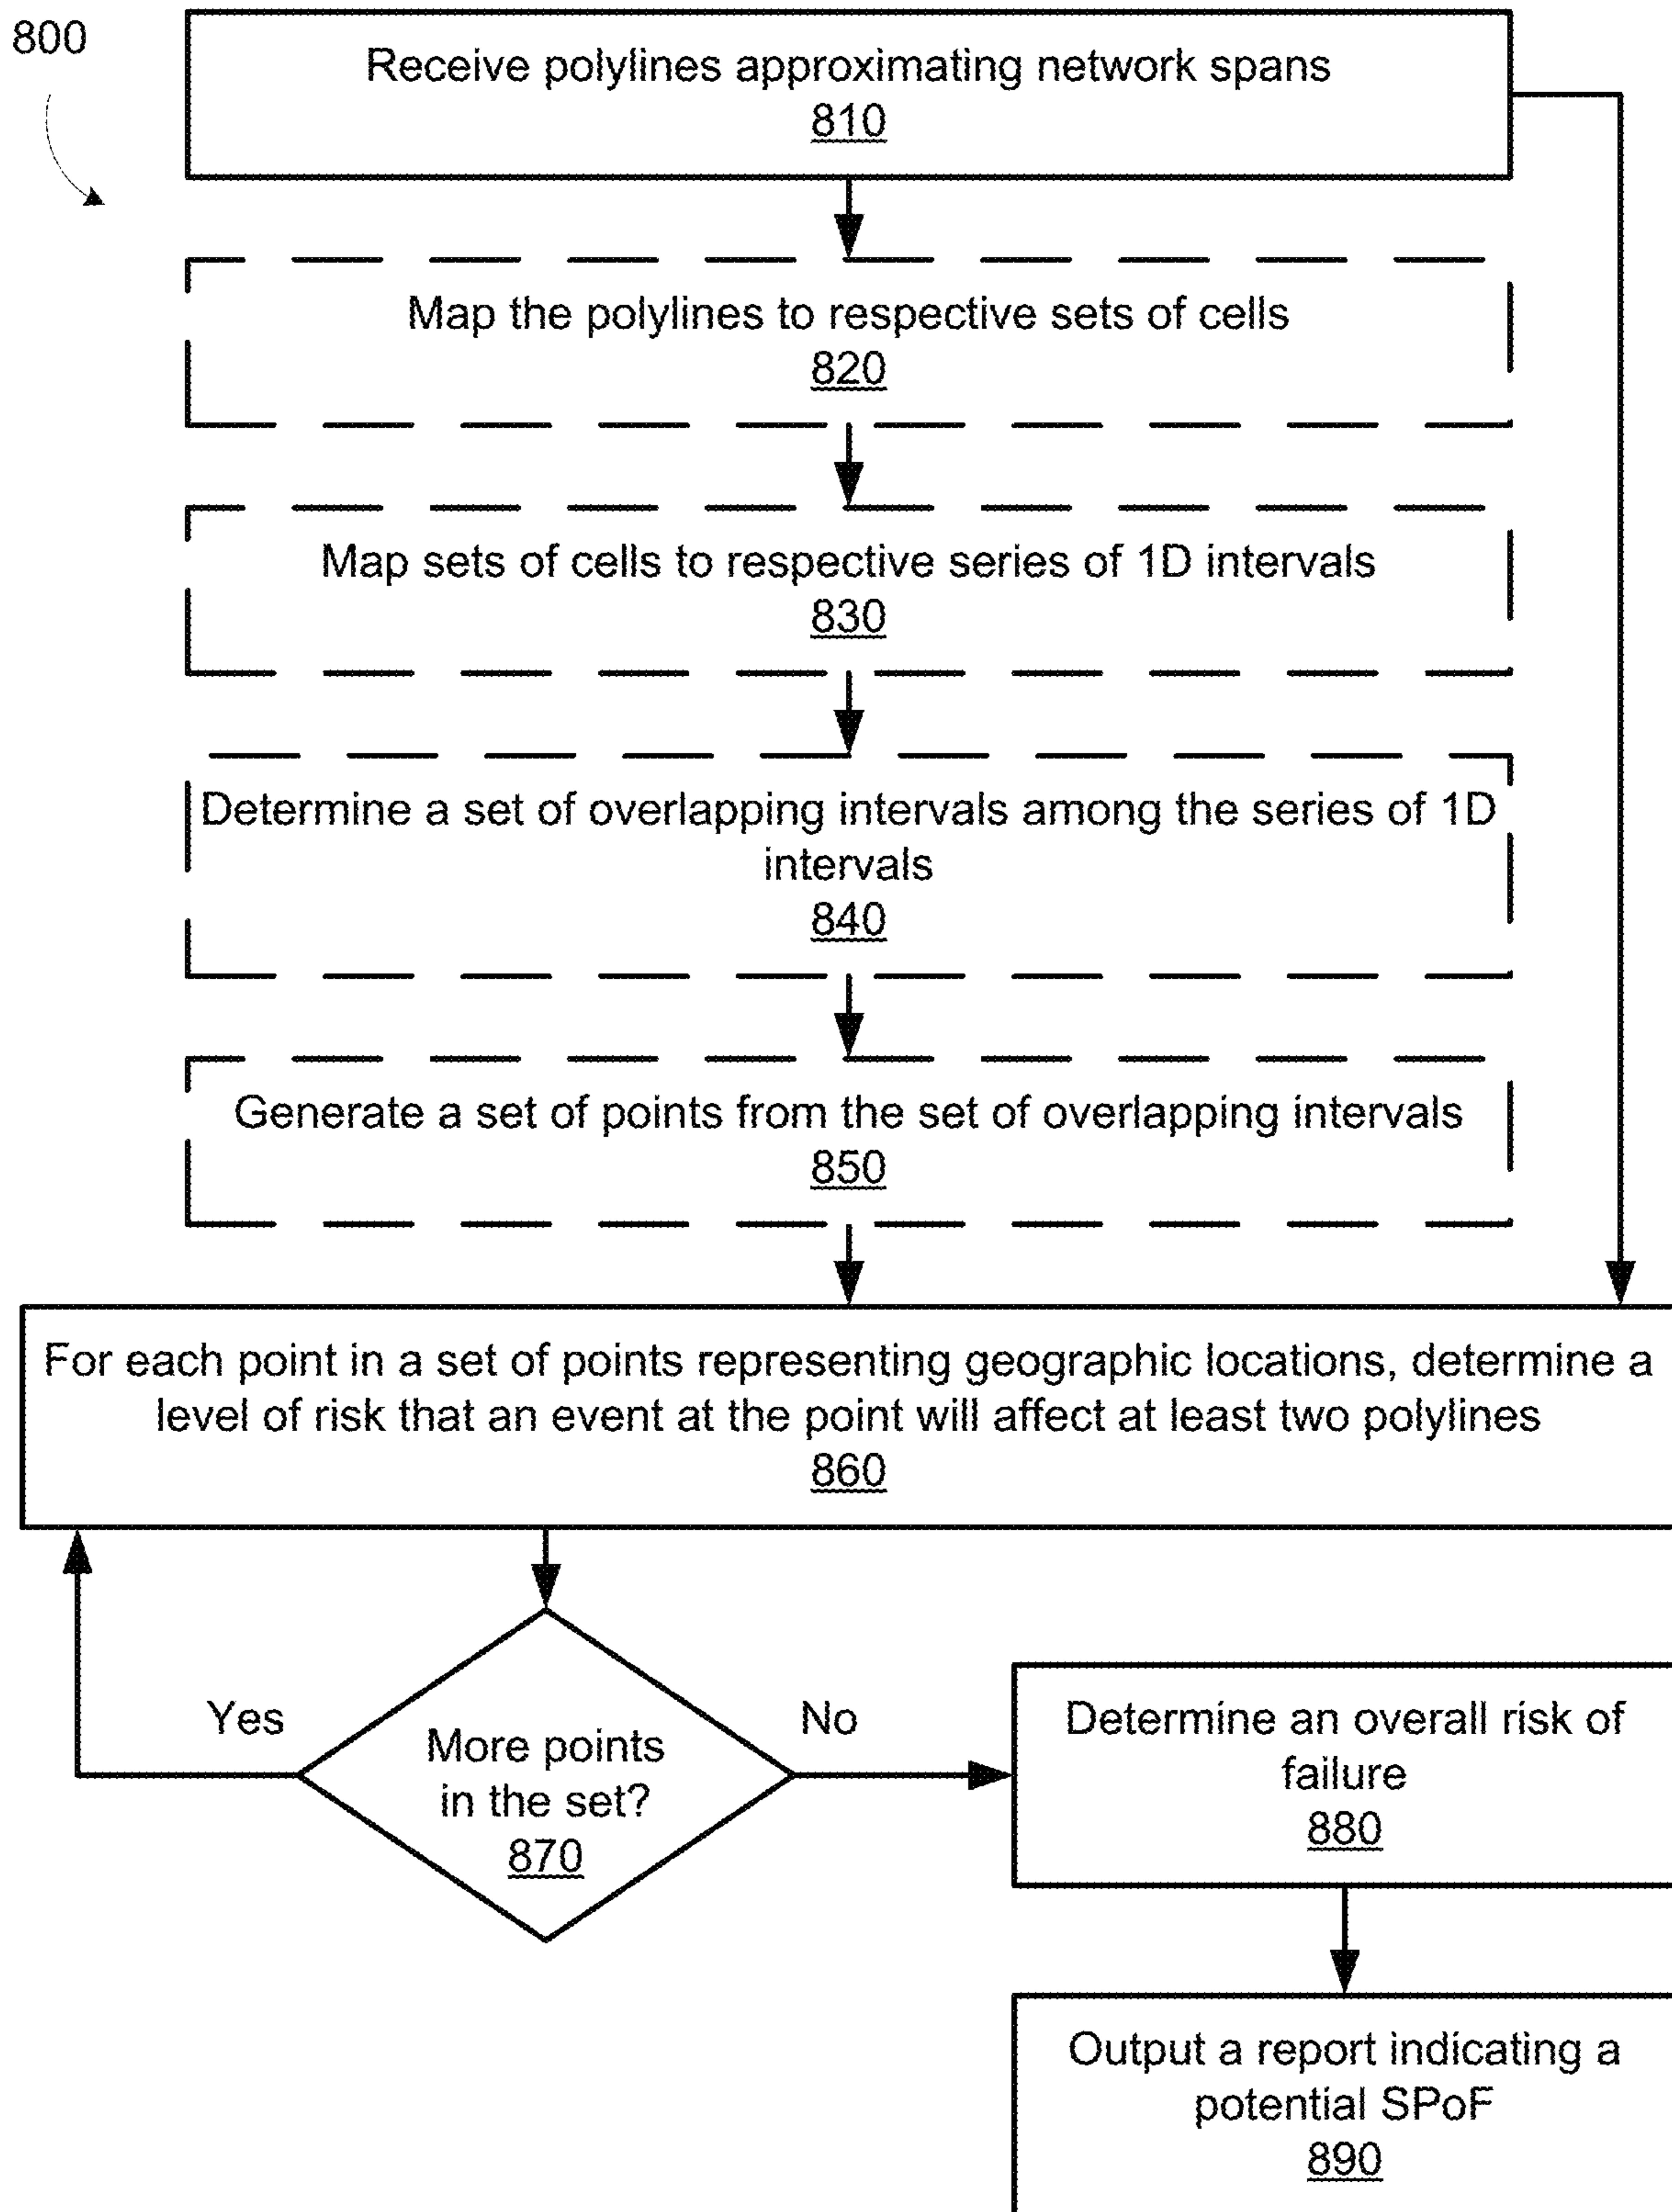 800
Receive polylines approximating network spans
810
Map the polylines to respective sets of cells
820
Map sets of cells to respective series of 1D intervals
830
Determine a set of overlapping intervals among the series of 1D
intervals
840
Generate a set of points from the set of overlapping intervals
850
For each point in a set of points representing geographic locations, determine a
level of risk that an event at the point will affect at least two polylines
860
Yes
More points
in the set?
870
No
Determine an overall risk of
failure
880
Output a report indicating a
potential SPoF
890